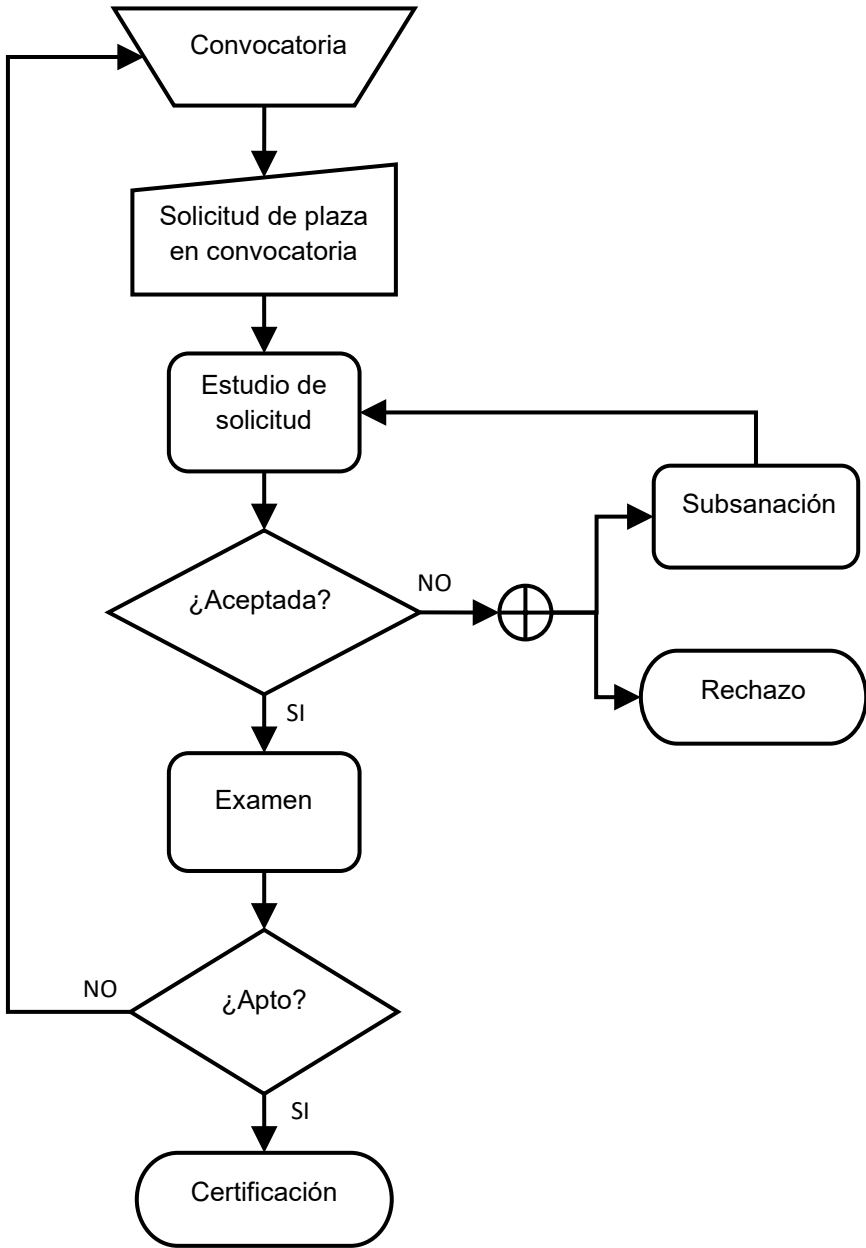 Convocatoria
Solicitud de plaza
en convocatoria
Estudio de
solicitud
Subsanación
¿Aceptada?
NO
Rechazo
SI
Examen
NO
¿Apto?
SI
Certificación